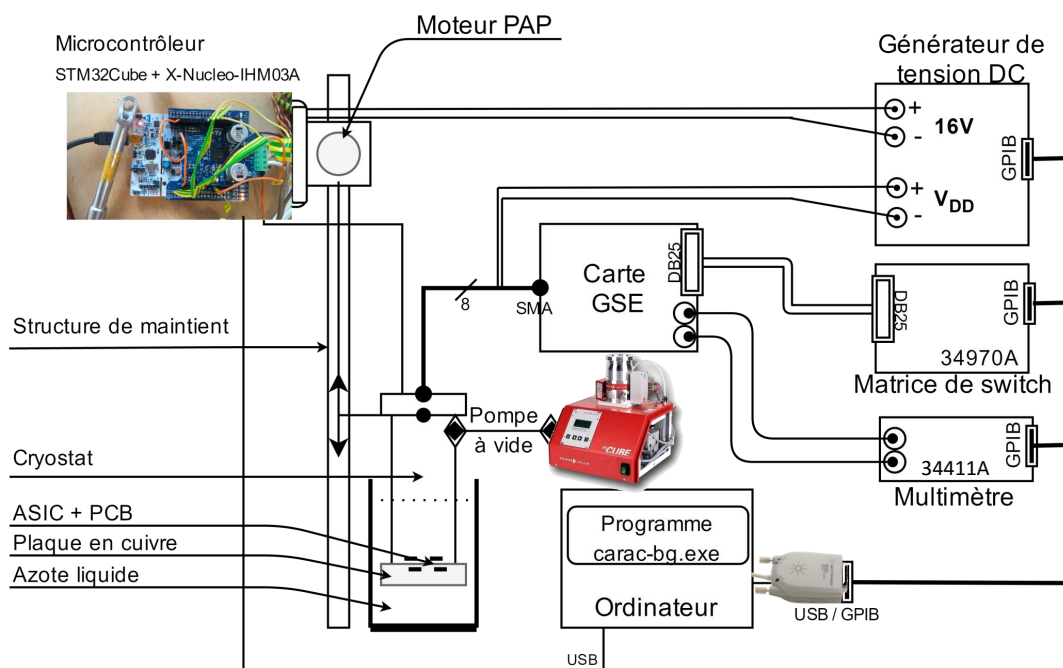 Moteur PAP
Microcontrôleur
STM32Cube + X-Nucleo-IHM03A
Générateur de
tension DC
+
16V
-
GPIB
+
V_DD
-
Carte
GSE
DB25
SMA
8
DB25
GPIB
34970A
Matrice de switch
Structure de maintient
Pompe
à vide
CUBE
GPIB
34411A
Multimètre
Cryostat
ASIC + PCB
Plaque en cuivre
Azote liquide
Programme
carac-bg.exe
Ordinateur
USB / GPIB
USB